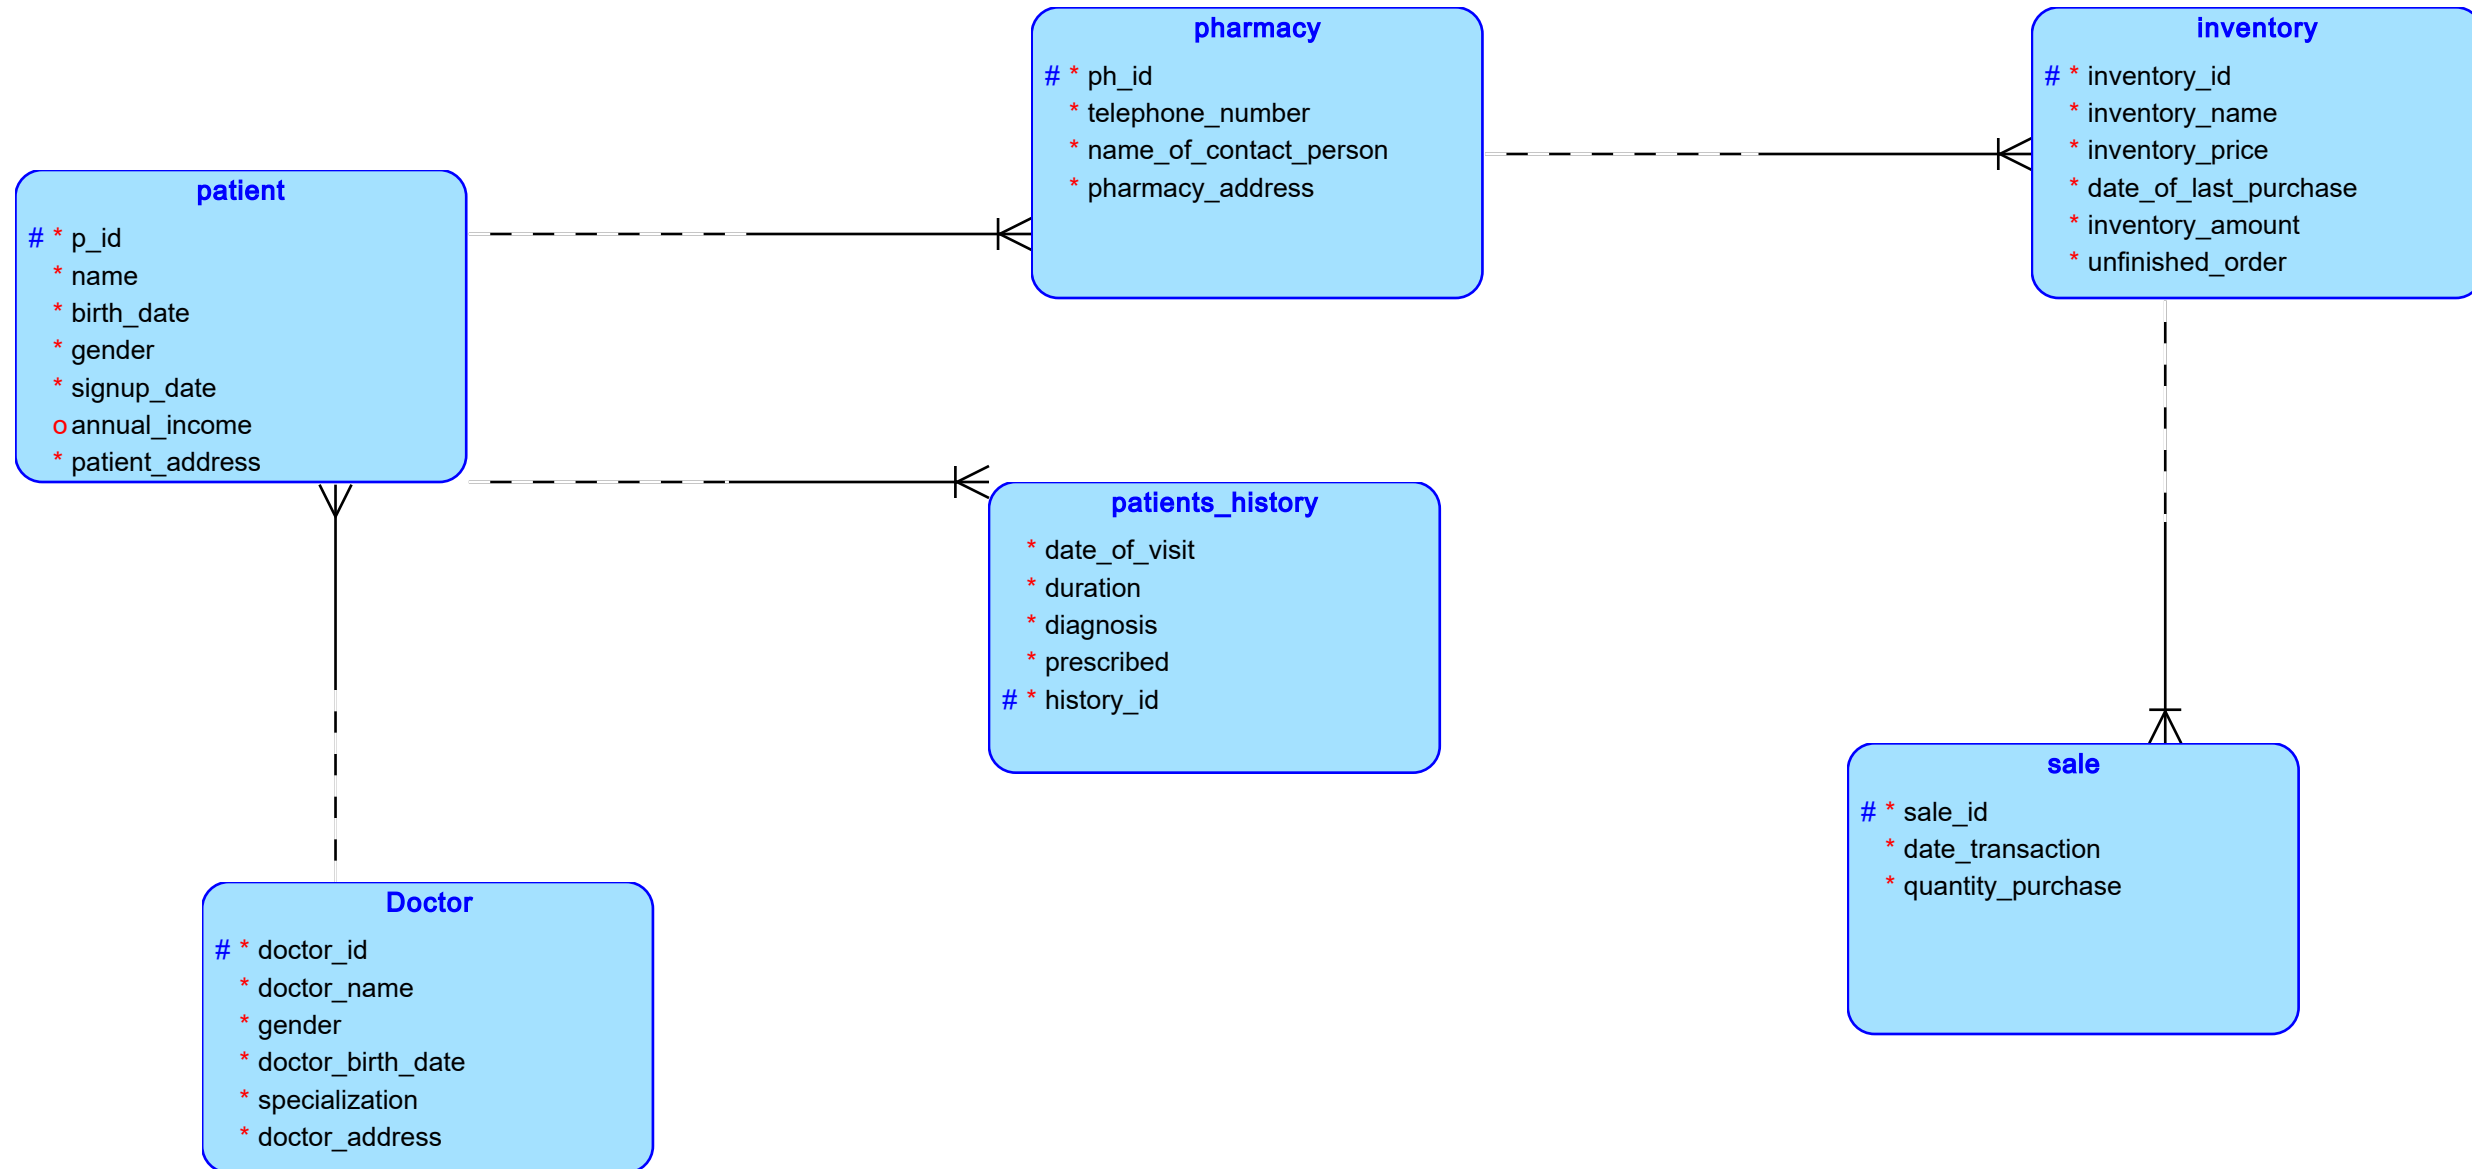 pharmacy
# * ph_id
* telephone_number
* name_of_contact_person
* pharmacy_address
inventory
# * inventory_id
* inventory_name
* inventory_price
* date_of_last_purchase
* inventory_amount
* unfinished_order
patient
# * p_id
* name
* birth_date
* gender
* signup_date
o annual_income
* patient_address
patients_history
* date_of_visit
* duration
* diagnosis
* prescribed
# * history_id
sale
# * sale_id
* date_transaction
* quantity_purchase
Doctor
# * doctor_id
* doctor_name
* gender
* doctor_birth_date
* specialization
* doctor_address